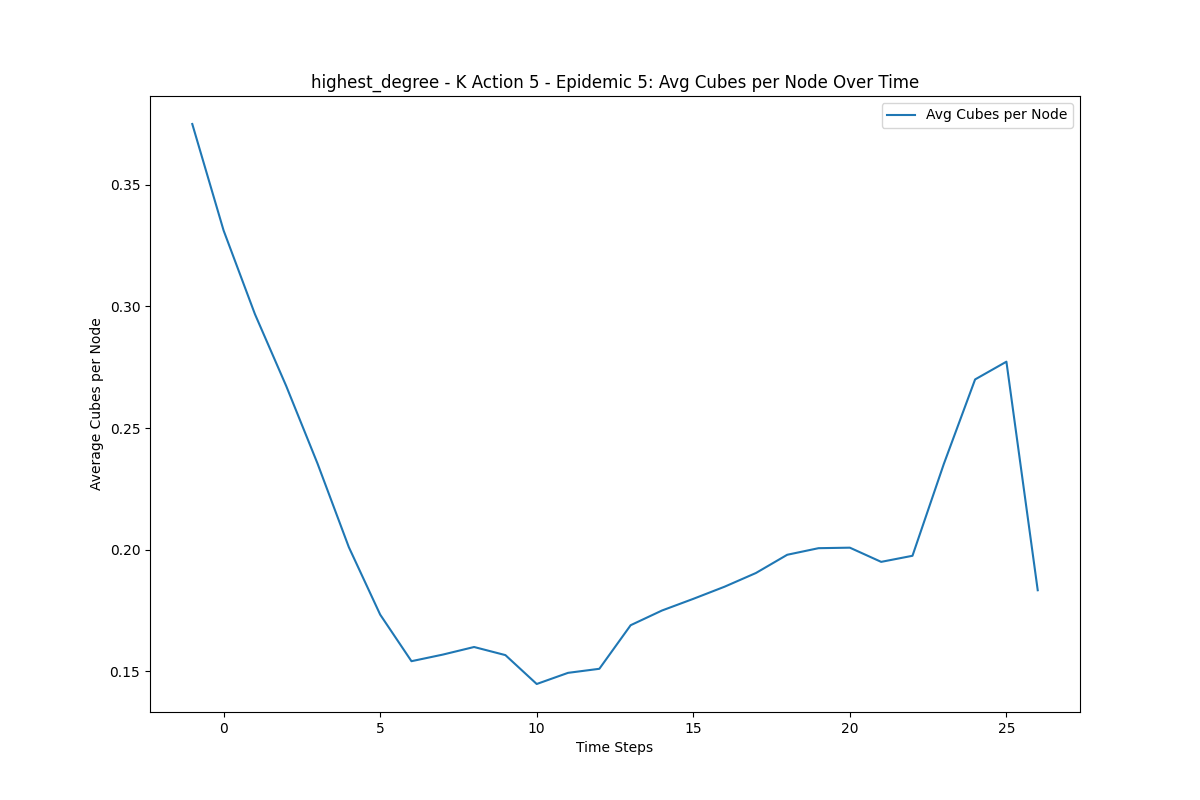 highest_degree - K Action 5 - Epidemic 5: Avg Cubes per Node Over Time
Avg Cubes per Node
Average Cubes per Node
0.35
0.30
0.25
0.20
0.15
0 5 10 15 20 25
Time Steps